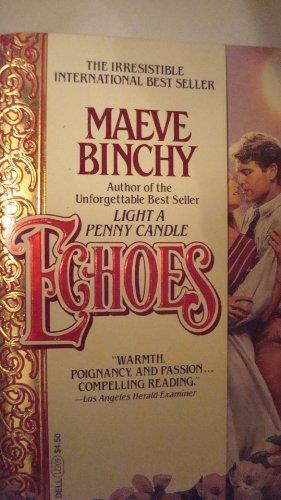 THE IRRESISTIBLE
INTERNATIONAL BEST SELLER
MAEVE
BINCHY
Author of the
Unforgettable Best Seller
LIGHT A
PENNY CANDLE
ECHOES
"WARMTH,
POIGNANCY, AND PASSION...
COMPELLING READING."
—Los Angeles Herald Examiner
DELL $4.50